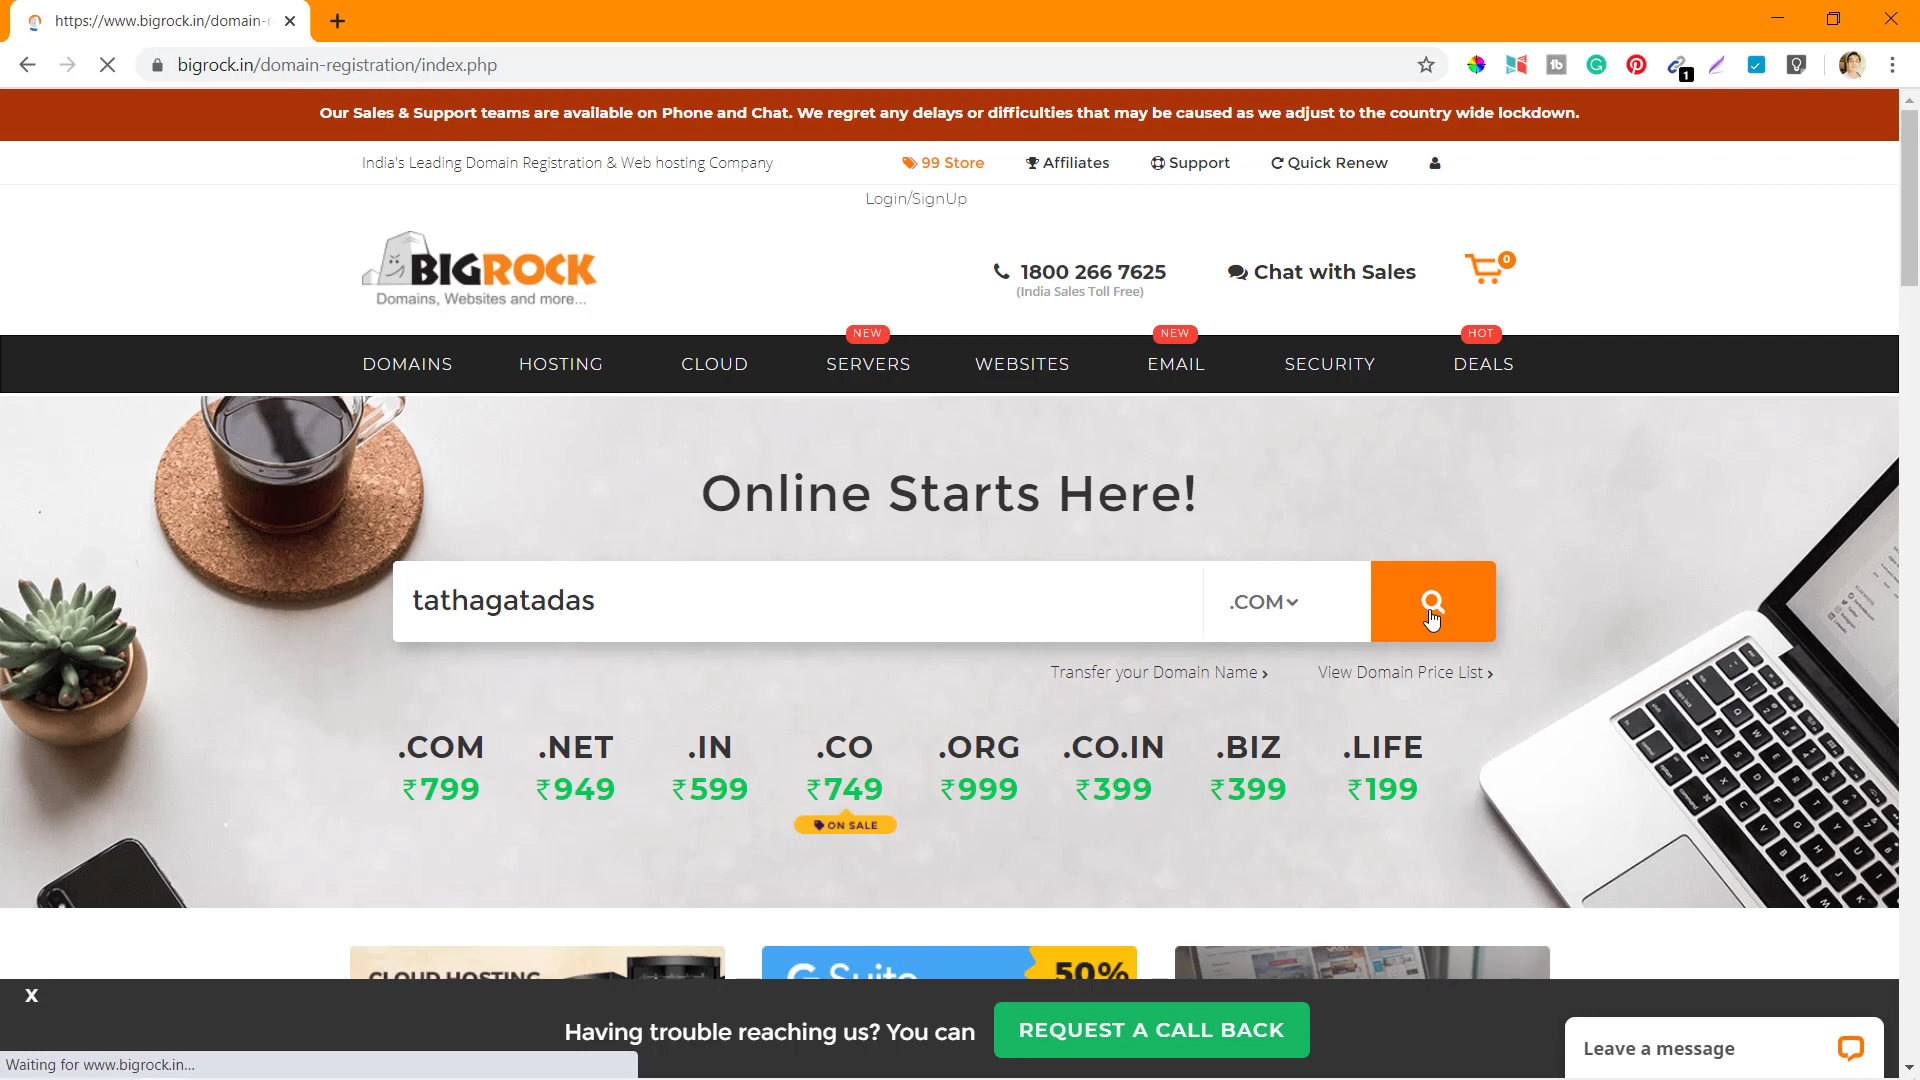 https://www.bigrock.in/domain-r
bigrock.in/domain-registration/index.php
1
Our Sales & Support teams are available on Phone and Chat. We regret any delays or difficulties that may be caused as we adjust to the country wide lockdown.
India's Leading Domain Registration & Web hosting Company
99 Store
Affiliates
Support
Quick Renew
Login/SignUp
BIGROCK
Domains, Websites and more...
1800 266 7625
(India Sales Toll Free)
Chat with Sales
0
NEW NEW HOT
DOMAINS HOSTING CLOUD SERVERS WEBSITES EMAIL SECURITY DEALS
Online Starts Here!
tathagatadas
.COM
Transfer your Domain Name
View Domain Price List
.COM .NET .IN .CO .ORG .CO.IN .BIZ .LIFE
₹799 ₹949 ₹599 ₹749 ₹999 ₹399 ₹399 ₹199
ON SALE
CLOUD HOSTING
G Suite
50%
X
Having trouble reaching us? You can
REQUEST A CALL BACK
Leave a message
Waiting for www.bigrock.in...